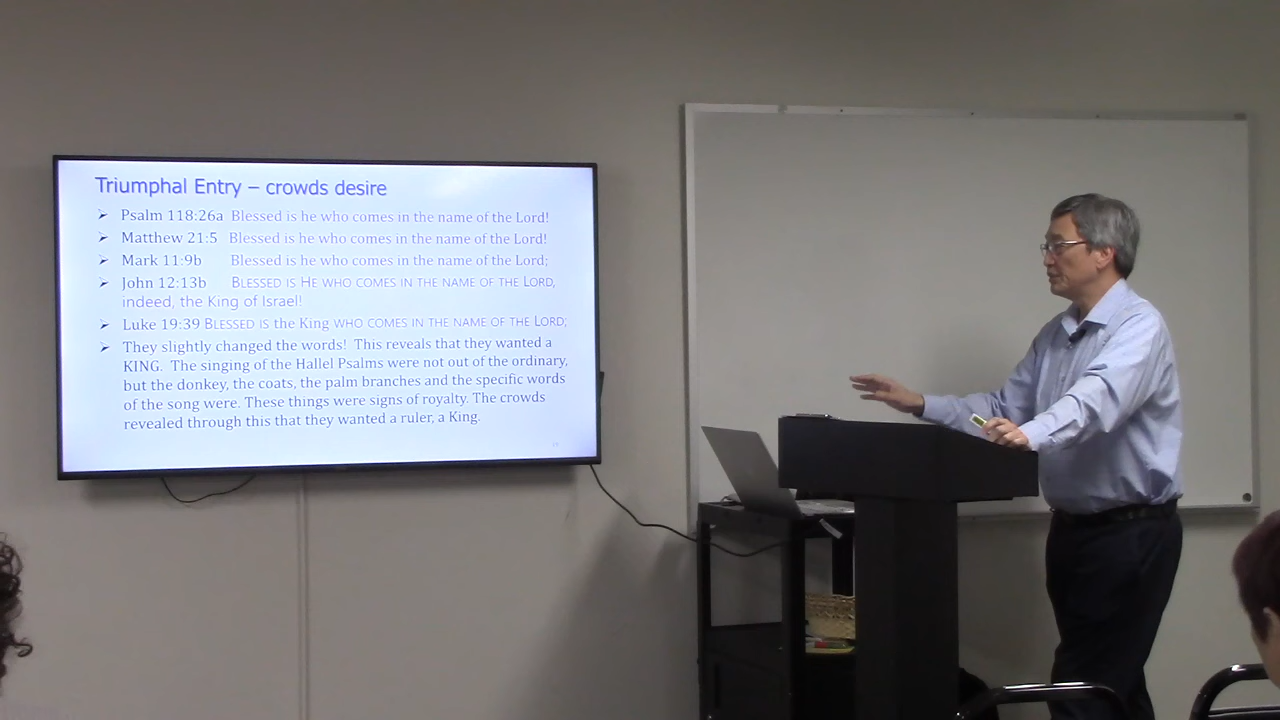 Triumphal Entry – crowds desire
➢ Psalm 118:26a Blessed is he who comes in the name of the Lord!
➢ Matthew 21:5 Blessed is he who comes in the name of the Lord!
➢ Mark 11:9b Blessed is he who comes in the name of the Lord;
➢ John 12:13b BLESSED IS HE WHO COMES IN THE NAME OF THE LORD,
indeed, the King of Israel!
➢ Luke 19:39 BLESSED IS the King WHO COMES IN THE NAME OF THE LORD;
➢ They slightly changed the words! This reveals that they wanted a
KING. The singing of the Hallel Psalms were not out of the ordinary,
but the donkey, the coats, the palm branches and the specific words
of the song were. These things were signs of royalty. The crowds
revealed through this that they wanted a ruler, a King.